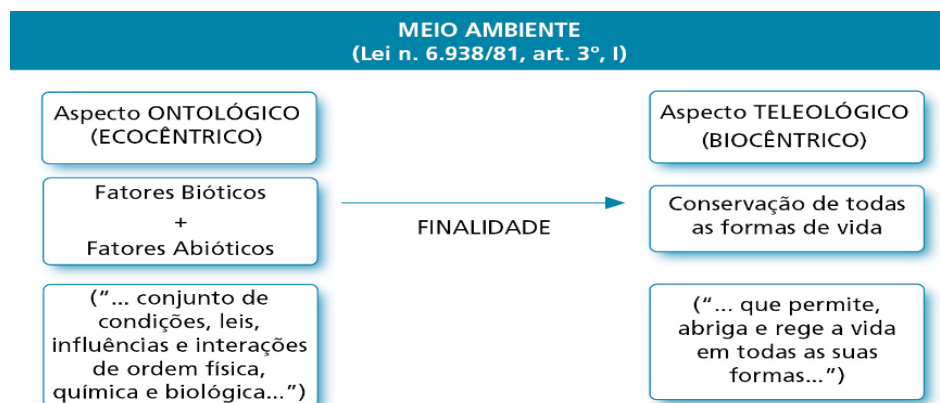 MEIO AMBIENTE
(Lei n. 6.938/81, art. 3º, I)
Aspecto ONTOLÓGICO
(ECOCÊNTRICO)
Fatores Bióticos
+
Fatores Abióticos
("... conjunto de
condições, leis,
influências e interações
de ordem física,
química e biológica...")
FINALIDADE
Aspecto TELEOLÓGICO
(BIOCÊNTRICO)
Conservação de todas
as formas de vida
("... que permite,
abriga e rege a vida
em todas as suas
formas...")